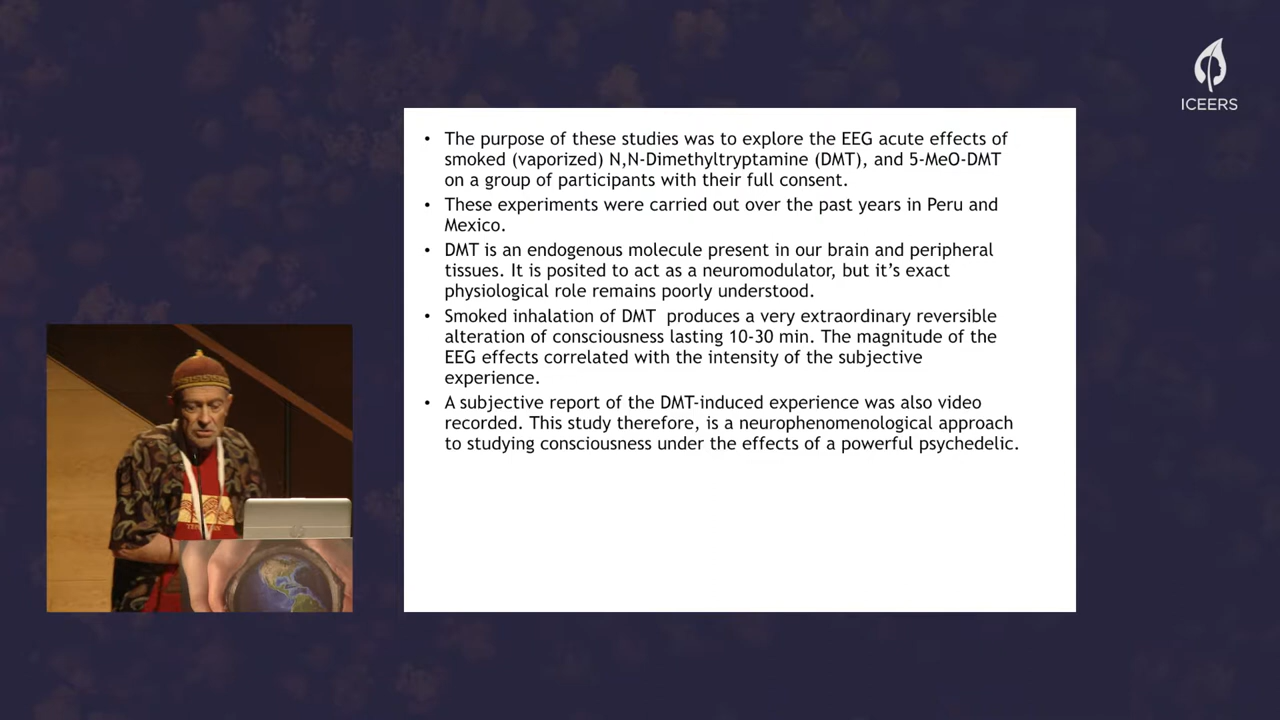 ICEERS
• The purpose of these studies was to explore the EEG acute effects of
smoked (vaporized) N,N-Dimethyltryptamine (DMT), and 5-MeO-DMT
on a group of participants with their full consent.
• These experiments were carried out over the past years in Peru and
Mexico.
• DMT is an endogenous molecule present in our brain and peripheral
tissues. It is posited to act as a neuromodulator, but it’s exact
physiological role remains poorly understood.
• Smoked inhalation of DMT produces a very extraordinary reversible
alteration of consciousness lasting 10-30 min. The magnitude of the
EEG effects correlated with the intensity of the subjective
experience.
• A subjective report of the DMT-induced experience was also video
recorded. This study therefore, is a neurophenomenological approach
to studying consciousness under the effects of a powerful psychedelic.